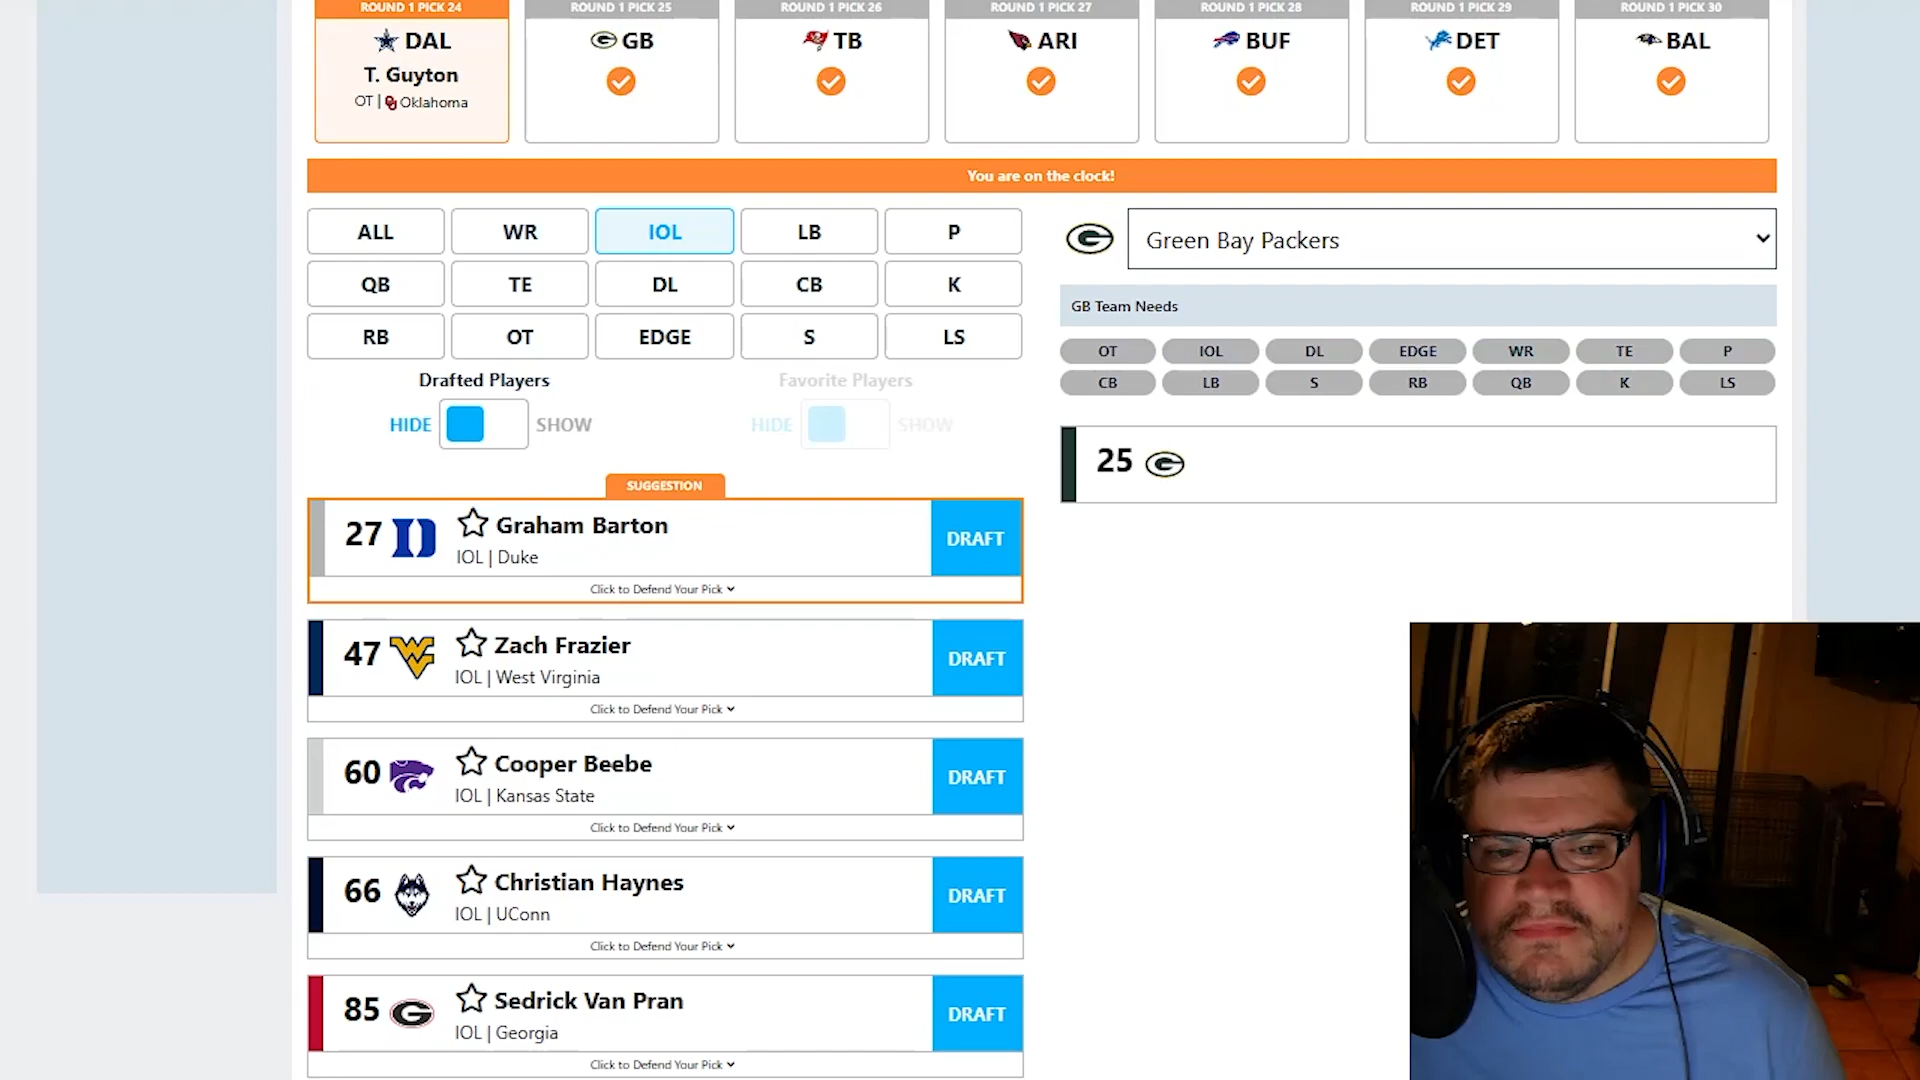 ROUND 1 PICK 24
DAL
T. Guyton
OT | Oklahoma
ROUND 1 PICK 25
GB
ROUND 1 PICK 26
TB
ROUND 1 PICK 27
ARI
ROUND 1 PICK 28
BUF
ROUND 1 PICK 29
DET
ROUND 1 PICK 30
BAL
You are on the clock!
ALL WR IOL LB P
QB TE DL CB K
RB OT EDGE S LS
Drafted Players
HIDE SHOW
Favorite Players
HIDE SHOW
SUGGESTION
27 Graham Barton
IOL | Duke
DRAFT
Click to Defend Your Pick
47 Zach Frazier
IOL | West Virginia
DRAFT
Click to Defend Your Pick
60 Cooper Beebe
IOL | Kansas State
DRAFT
Click to Defend Your Pick
66 Christian Haynes
IOL | UConn
DRAFT
Click to Defend Your Pick
85 Sedrick Van Pran
IOL | Georgia
DRAFT
Click to Defend Your Pick
Green Bay Packers
GB Team Needs
OT IOL DL EDGE WR TE P
CB LB S RB QB K LS
25